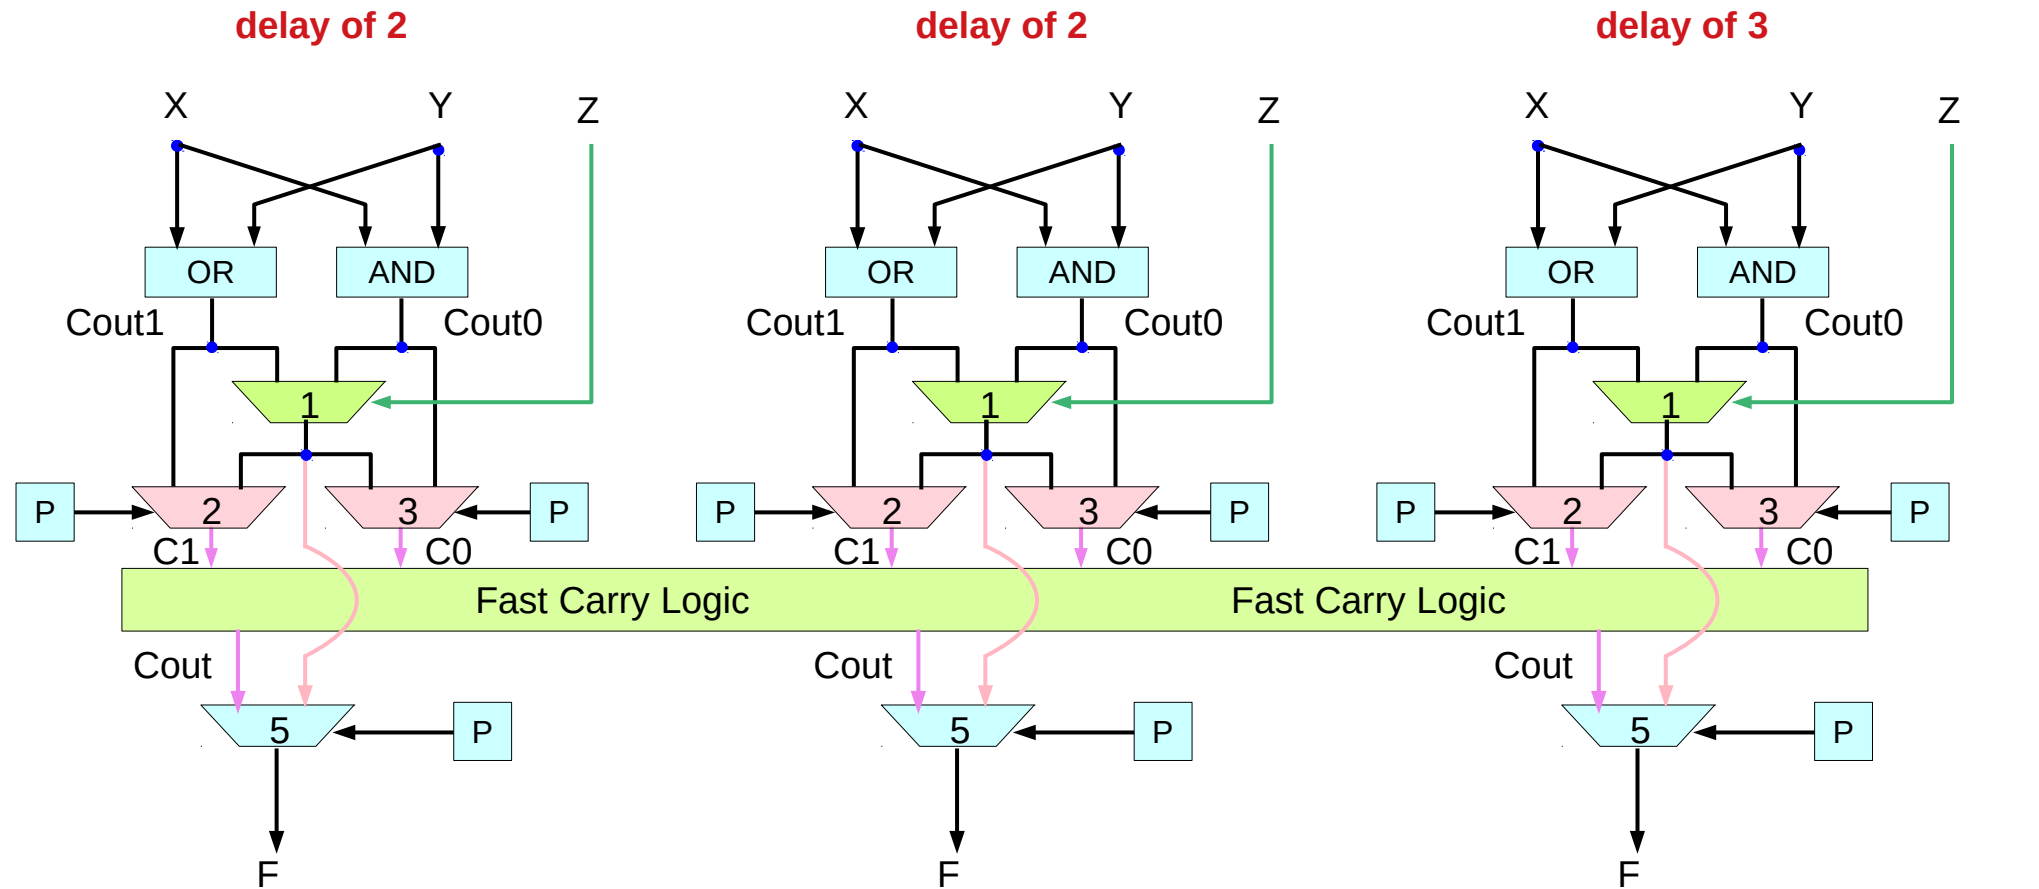 delay of 2 delay of 2 delay of 3
X Y Z X Y Z X Y Z
OR AND OR AND OR AND
Cout1 Cout0 Cout1 Cout0 Cout1 Cout0
1 1 1
P 2 3 P P 2 3 P P 2 3 P
C1 C0 C1 C0 C1 C0
Fast Carry Logic Fast Carry Logic
Cout Cout Cout
5 P 5 P 5 P
F F F